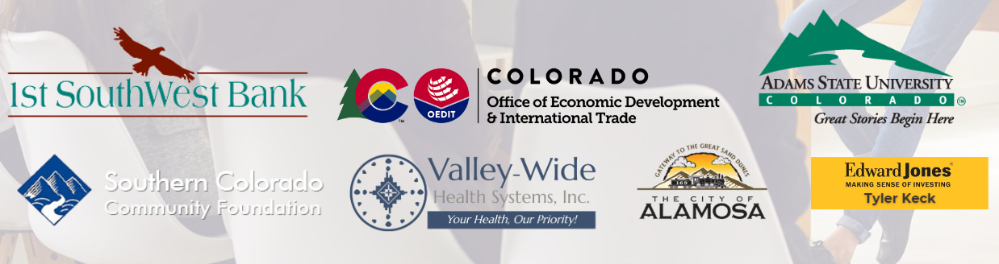 1st SouthWest Bank
OEDIT
TM
COLORADO
Office of Economic Development
& International Trade
ADAMS STATE UNIVERSITY
COLORADO
Great Stories Begin Here
Southern Colorado
Community Foundation
Valley-Wide
Health Systems, Inc.
Your Health, Our Priority!
GATEWAY TO THE GREAT SAND DUNES
THE CITY OF
ALAMOSA
Edward Jones®
MAKING SENSE OF INVESTING
Tyler Keck